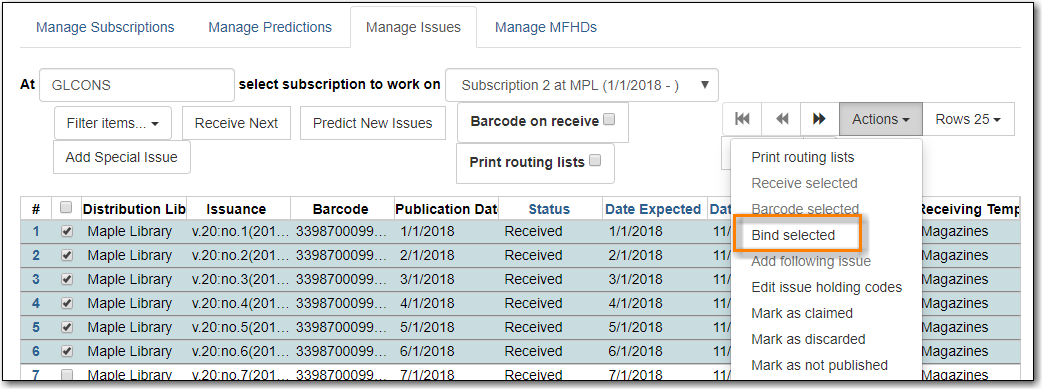 Manage Subscriptions Manage Predictions Manage Issues Manage MFHDs
At GLCONS select subscription to work on Subscription 2 at MPL (1/1/2018 - )
Filter items... Receive Next Predict New Issues Barcode on receive Actions Rows 25
Add Special Issue Print routing lists
Print routing lists
Receive selected
Barcode selected
Bind selected
Add following issue
Edit issue holding codes
Mark as claimed
Mark as discarded
Mark as not published
# Distribution Lib Issuance Barcode Publication Dat Status Date Expected Dat Receiving Temp
1 Maple Library v.20:no.1(201... 3398700099... 1/1/2018 Received 1/1/2018 11/ Magazines
2 Maple Library v.20:no.2(201... 3398700099... 2/1/2018 Received 2/1/2018 11/ Magazines
3 Maple Library v.20:no.3(201... 3398700099... 3/1/2018 Received 3/1/2018 11/ Magazines
4 Maple Library v.20:no.4(201... 3398700099... 4/1/2018 Received 4/1/2018 11/ Magazines
5 Maple Library v.20:no.5(201... 3398700099... 5/1/2018 Received 5/1/2018 11/ Magazines
6 Maple Library v.20:no.6(201... 3398700099... 6/1/2018 Received 6/1/2018 11/ Magazines
7 Maple Library v.20:no.7(201... 3398700099... 7/1/2018 Received 7/1/2018 11/ Magazines